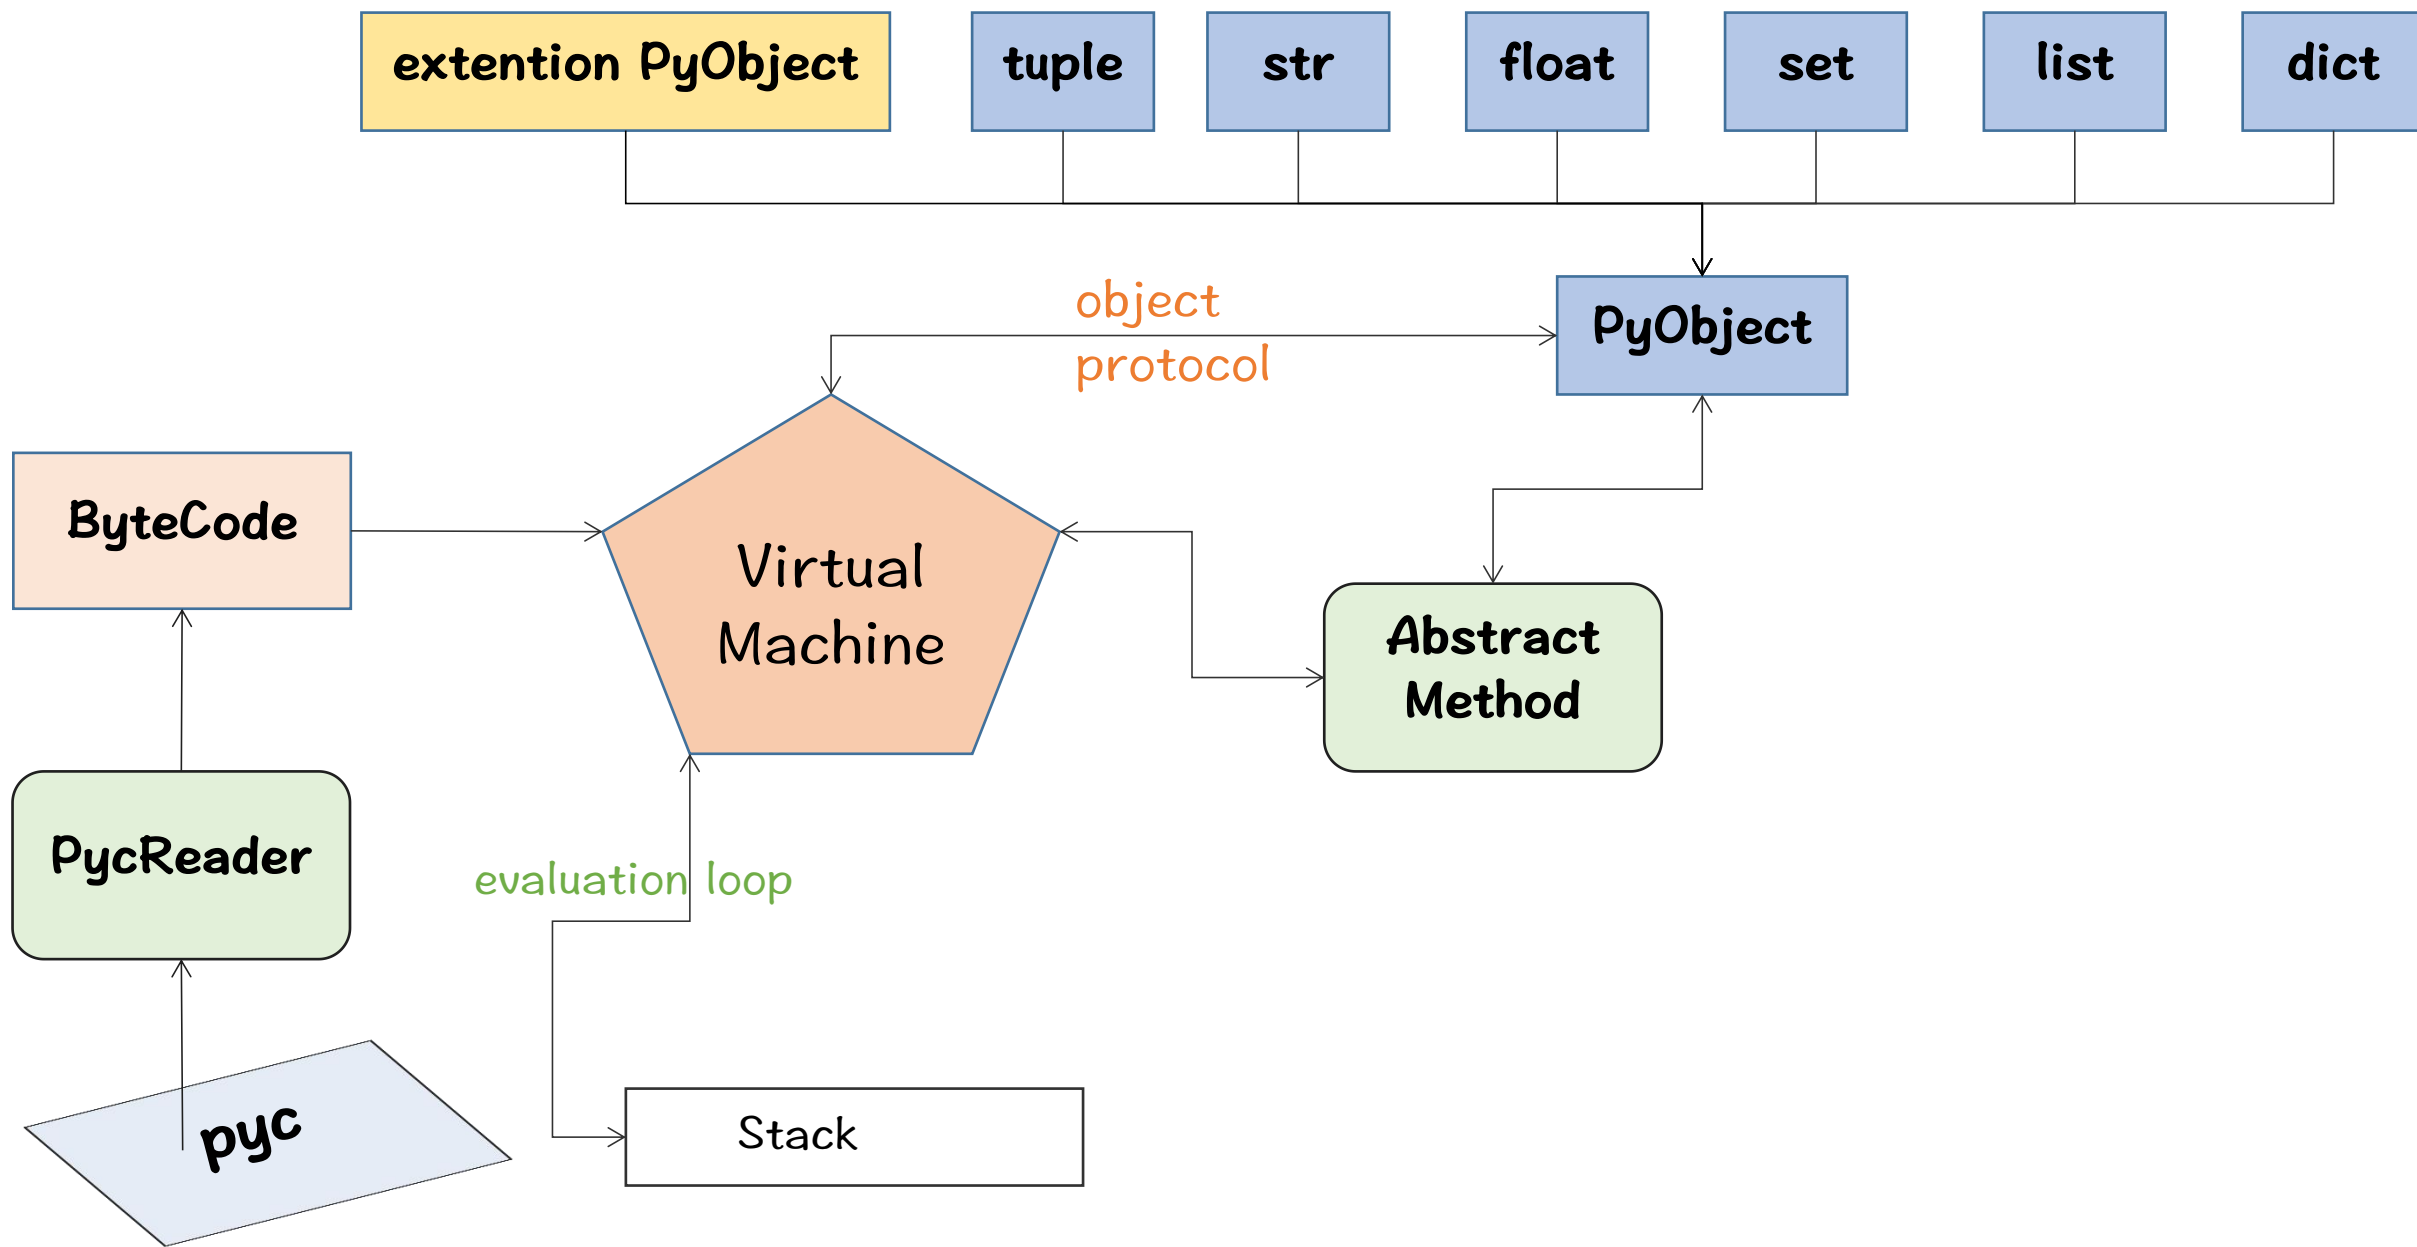 extention PyObject
tuple
str
float
set
list
dict
object
protocol
PyObject
ByteCode
Virtual
Machine
Abstract
Method
PycReader
evaluation loop
pyc
Stack